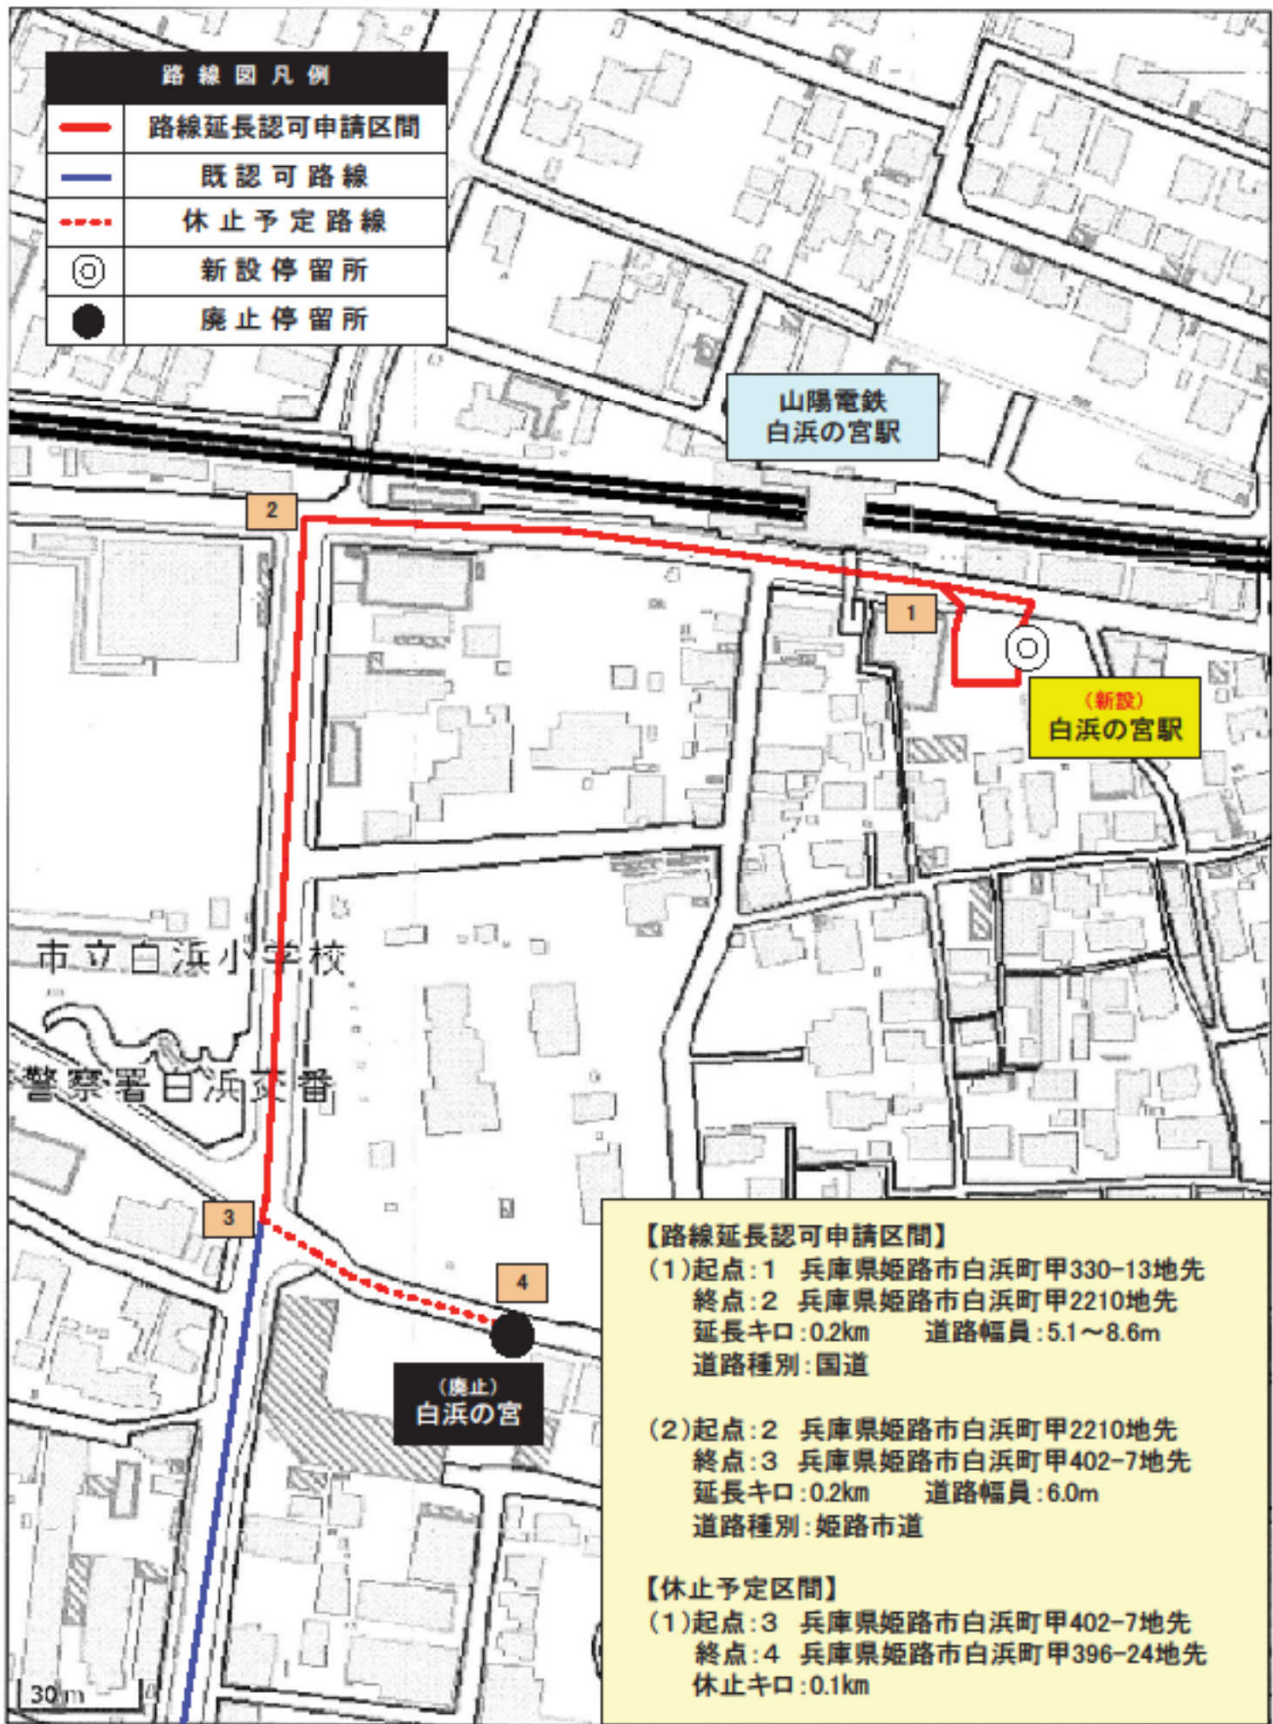 路線図凡例
路線延長認可申請区間
既認可路線
休止予定路線
新設停留所
廃止停留所
山陽電鉄
白浜の宮駅
2
1
(新設)
白浜の宮駅
市立白浜小学校
警察署白浜交番
3
4
(廃止)
白浜の宮
【路線延長認可申請区間】
(1)起点:1 兵庫県姫路市白浜町甲330-13地先
終点:2 兵庫県姫路市白浜町甲2210地先
延長キロ:0.2km 道路幅員:5.1～8.6m
道路種別:国道
(2)起点:2 兵庫県姫路市白浜町甲2210地先
終点:3 兵庫県姫路市白浜町甲402-7地先
延長キロ:0.2km 道路幅員:6.0m
道路種別:姫路市道
【休止予定区間】
(1)起点:3 兵庫県姫路市白浜町甲402-7地先
終点:4 兵庫県姫路市白浜町甲396-24地先
休止キロ:0.1km
30m